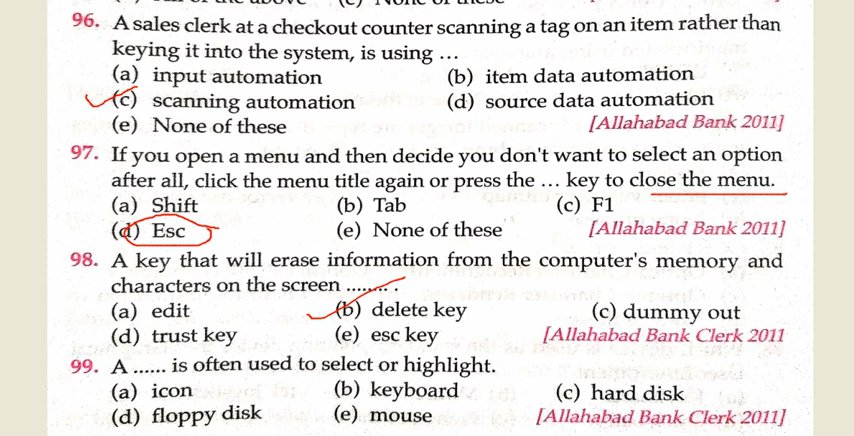 96. A sales clerk at a checkout counter scanning a tag on an item rather than
keying it into the system, is using ...
(a) input automation (b) item data automation
(c) scanning automation (d) source data automation
(e) None of these [Allahabad Bank 2011]
97. If you open a menu and then decide you don't want to select an option
after all, click the menu title again or press the ... key to close the menu.
(a) Shift (b) Tab (c) F1
(d) Esc (e) None of these [Allahabad Bank 2011]
98. A key that will erase information from the computer's memory and
characters on the screen ........ .
(a) edit (b) delete key (c) dummy out
(d) trust key (e) esc key [Allahabad Bank Clerk 2011
99. A ...... is often used to select or highlight.
(a) icon (b) keyboard (c) hard disk
(d) floppy disk (e) mouse [Allahabad Bank Clerk 2011]